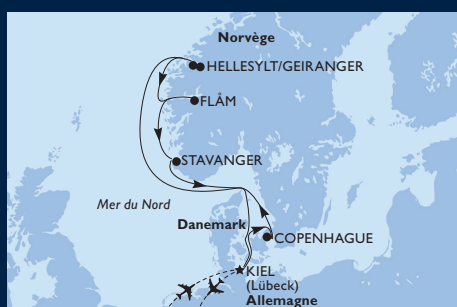 Norvège
HELLESYLT/GEIRANGER
FLÅM
STAVANGER
Mer du Nord
Danemark
COPENHAGUE
KIEL
(Lübeck)
Allemagne